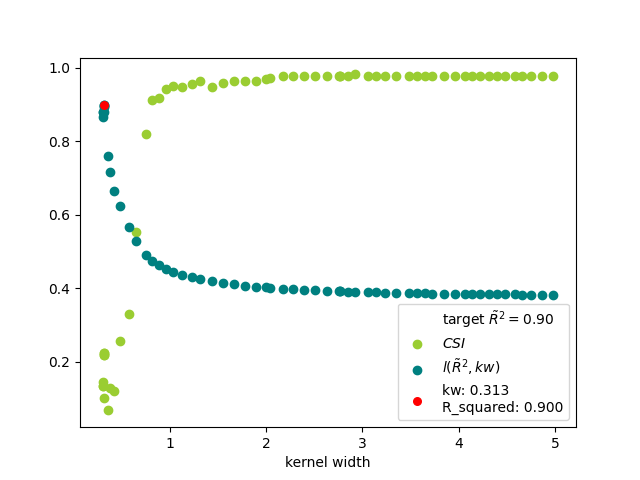 1.0
0.8
0.6
0.4
0.2
target R̃² = 0.90
CSI
l(R̃², kw)
kw: 0.313
R_squared: 0.900
1 2 3 4 5
kernel width